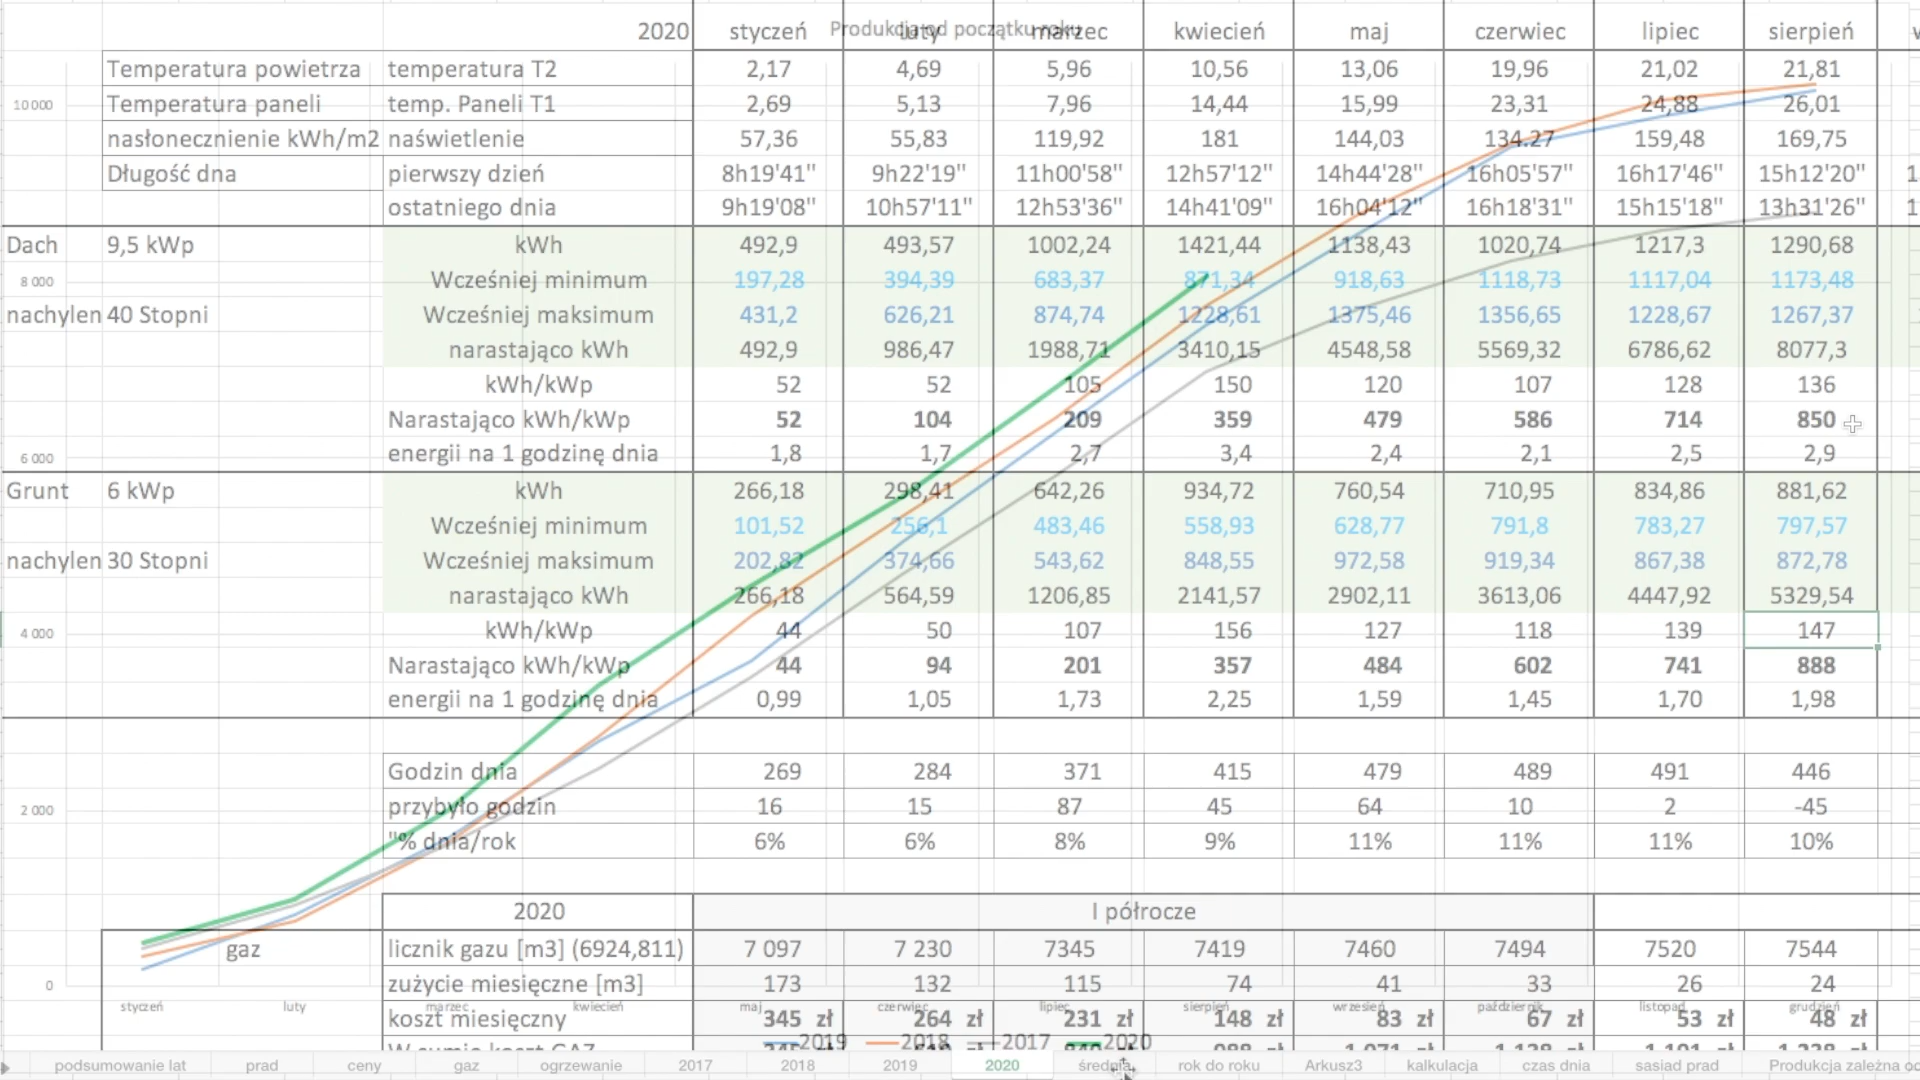 2020 styczeń luty marzec kwiecień maj czerwiec lipiec sierpień
Produkcja od początku roku
Temperatura powietrza temperatura T2 2,17 4,69 5,96 10,56 13,06 19,96 21,02 21,81
10 000 Temperatura paneli temp. Paneli T1 2,69 5,13 7,96 14,44 15,99 23,31 24,88 26,01
nasłonecznienie kWh/m2 naświetlenie 57,36 55,83 119,92 181 144,03 134.27 159,48 169,75
Długość dna pierwszy dzień 8h19'41" 9h22'19" 11h00'58" 12h57'12" 14h44'28" 16h05'57" 16h17'46" 15h12'20"
ostatniego dnia 9h19'08" 10h57'11" 12h53'36" 14h41'09" 16h04'12" 16h18'31" 15h15'18" 13h31'26"
Dach 9,5 kWp kWh 492,9 493,57 1002,24 1421,44 1138,43 1020,74 1217,3 1290,68
8 000 Wcześniej minimum 197,28 394,39 683,37 871,34 918,63 1118,73 1117,04 1173,48
nachylen 40 Stopni Wcześniej maksimum 431,2 626,21 874,74 1228,61 1375,46 1356,65 1228,67 1267,37
narastająco kWh 492,9 986,47 1988,71 3410,15 4548,58 5569,32 6786,62 8077,3
kWh/kWp 52 52 105 150 120 107 128 136
Narastająco kWh/kWp 52 104 209 359 479 586 714 850
6 000 energii na 1 godzinę dnia 1,8 1,7 2,7 3,4 2,4 2,1 2,5 2,9
Grunt 6 kWp kWh 266,18 298,41 642,26 934,72 760,54 710,95 834,86 881,62
Wcześniej minimum 101,52 256,1 483,46 558,93 628,77 791,8 783,27 797,57
nachylen 30 Stopni Wcześniej maksimum 202,82 374,66 543,62 848,55 972,58 919,34 867,38 872,78
narastająco kWh 266,18 564,59 1206,85 2141,57 2902,11 3613,06 4447,92 5329,54
4 000 kWh/kWp 44 50 107 156 127 118 139 147
Narastająco kWh/kWp 44 94 201 357 484 602 741 888
energii na 1 godzinę dnia 0,99 1,05 1,73 2,25 1,59 1,45 1,70 1,98
Godzin dnia 269 284 371 415 479 489 491 446
2 000 przybyło godzin 16 15 87 45 64 10 2 -45
"% dnia/rok 6% 6% 8% 9% 11% 11% 11% 10%
2020 I półrocze
gaz licznik gazu [m3] (6924,811) 7 097 7 230 7345 7419 7460 7494 7520 7544
0 zużycie miesięczne [m3] 173 132 115 74 41 33 26 24
styczeń luty marzec kwiecień maj czerwiec lipiec sierpień wrzesień październik listopad grudzień
koszt miesięczny 345 zł 264 zł 231 zł 148 zł 83 zł 67 zł 53 zł 48 zł
2019 2018 2017 2020
podsumowanie lat prad ceny gaz ogrzewanie 2017 2018 2019 2020 średnia rok do roku Arkusz3 kalkulacja czas dnia sasiad prad Produkcja zależna